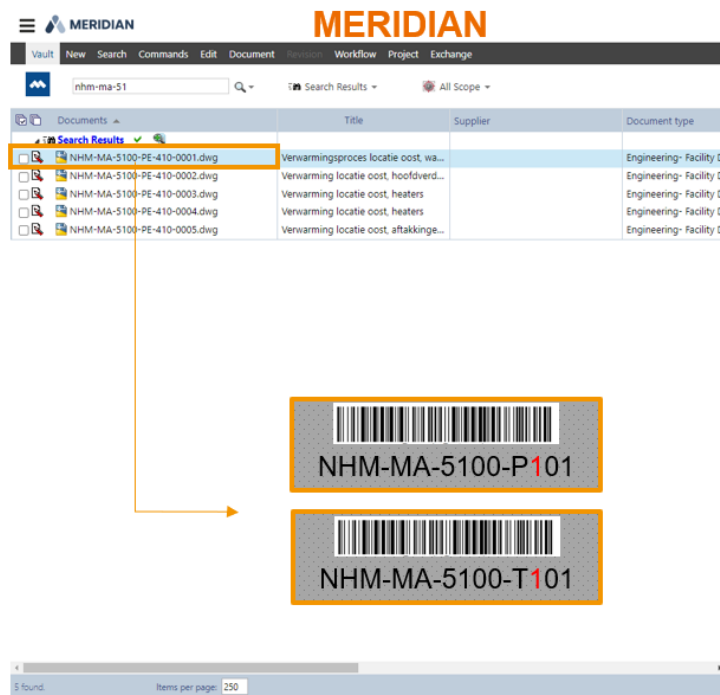 MERIDIAN
MERIDIAN
Vault New Search Commands Edit Document Revision Workflow Project Exchange
nhm-ma-51 Search Results All Scope
Documents Title Supplier Document type
Search Results
NHM-MA-5100-PE-410-0001.dwg Verwarmingsproces locatie oost, wa... Engineering- Facility D
NHM-MA-5100-PE-410-0002.dwg Verwarming locatie oost, hoofdverd... Engineering- Facility D
NHM-MA-5100-PE-410-0003.dwg Verwarming locatie oost, heaters Engineering- Facility D
NHM-MA-5100-PE-410-0004.dwg Verwarming locatie oost, heaters Engineering- Facility D
NHM-MA-5100-PE-410-0005.dwg Verwarming locatie oost, aftakkinge... Engineering- Facility D
NHM-MA-5100-P101
NHM-MA-5100-T101
5 found. Items per page: 250